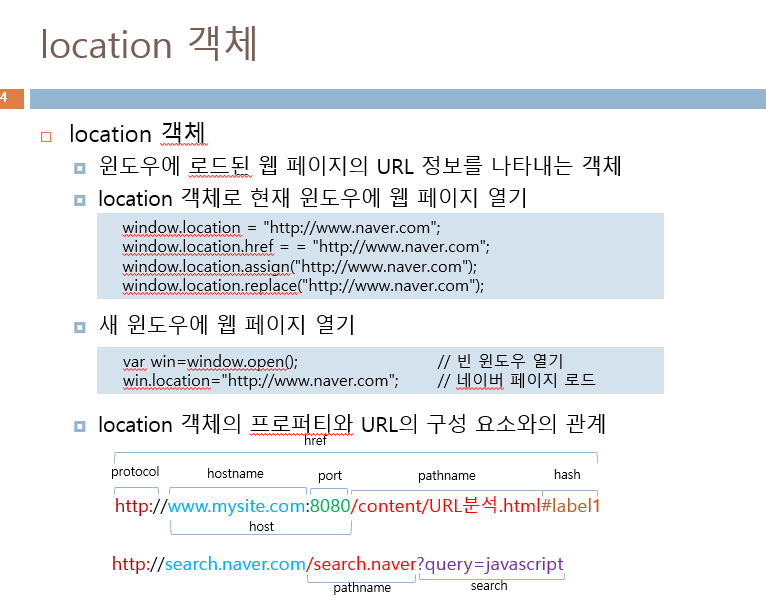 location 객체
4
location 객체
윈도우에 로드된 웹 페이지의 URL 정보를 나타내는 객체
location 객체로 현재 윈도우에 웹 페이지 열기
window.location = "http://www.naver.com";
window.location.href = = "http://www.naver.com";
window.location.assign("http://www.naver.com");
window.location.replace("http://www.naver.com");
새 윈도우에 웹 페이지 열기
var win=window.open(); // 빈 윈도우 열기
win.location="http://www.naver.com"; // 네이버 페이지 로드
location 객체의 프로퍼티와 URL의 구성 요소와의 관계
href
protocol hostname port pathname hash
http://www.mysite.com:8080/content/URL분석.html#label1
host
http://search.naver.com/search.naver?query=javascript
pathname search